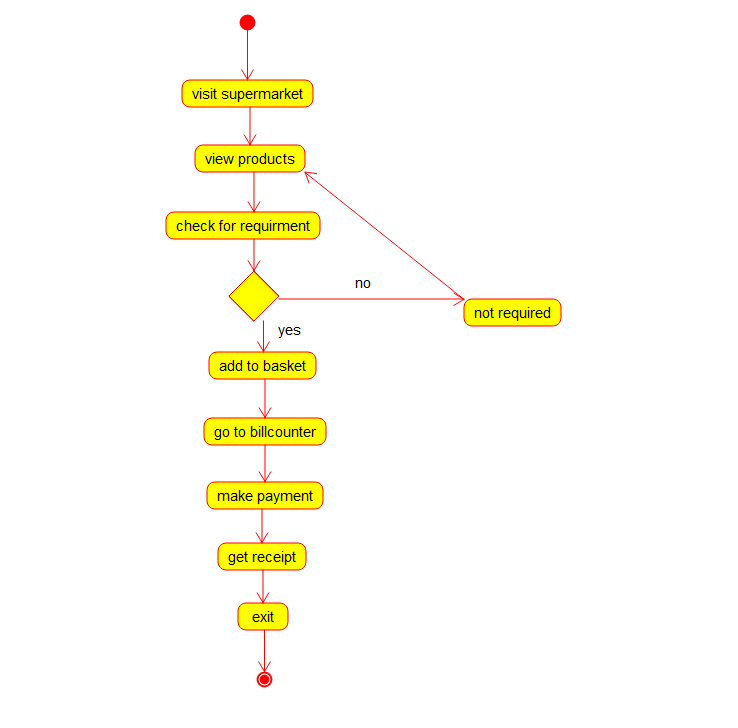 visit supermarket
view products
check for requirment
no
not required
yes
add to basket
go to billcounter
make payment
get receipt
exit